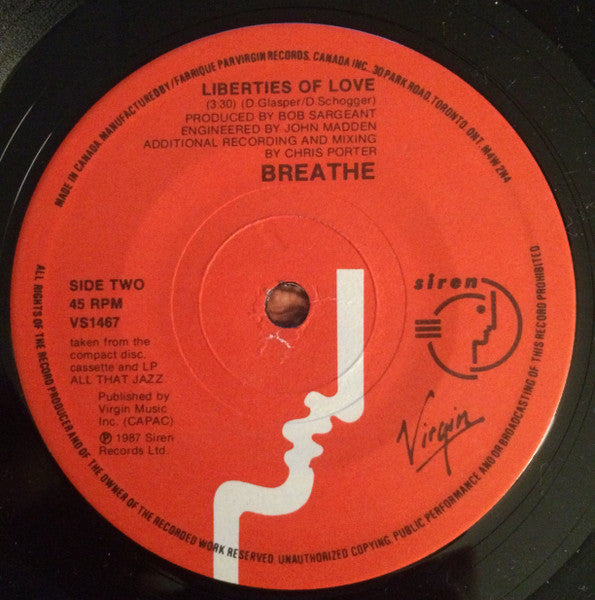 MADE IN CANADA. MANUFACTURED BY/FABRIQUE PAR VIRGIN RECORDS, CANADA INC. 30 PARK ROAD, TORONTO ONT. M4W 2N4
LIBERTIES OF LOVE
(3:30) (D.Glasper/D.Schogger)
PRODUCED BY BOB SARGEANT
ENGINEERED BY JOHN MADDEN
ADDITIONAL RECORDING AND MIXING
BY CHRIS PORTER
BREATHE
SIDE TWO
45 RPM
VS1467
taken from the
compact disc,
cassette and LP
ALL THAT JAZZ
Published by
Virgin Music
Inc. (CAPAC)
℗ 1987 Siren
Records Ltd.
siren
Virgin
ALL RIGHTS OF THE RECORD PRODUCER AND OF THE OWNER OF THE RECORDED WORK RESERVED. UNAUTHORIZED COPYING, PUBLIC PERFORMANCE AND/OR BROADCASTING OF THIS RECORD PROHIBITED.